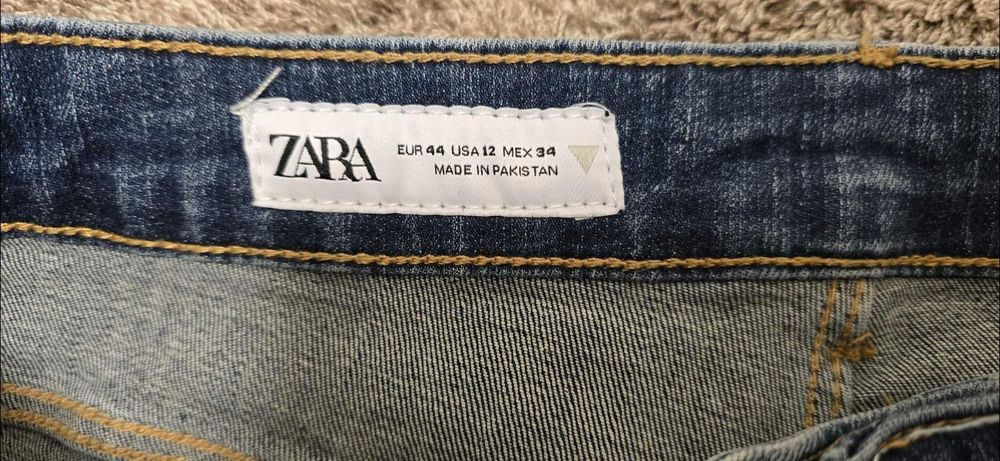 ZARA
EUR 44 USA 12 MEX 34
MADE IN PAKISTAN